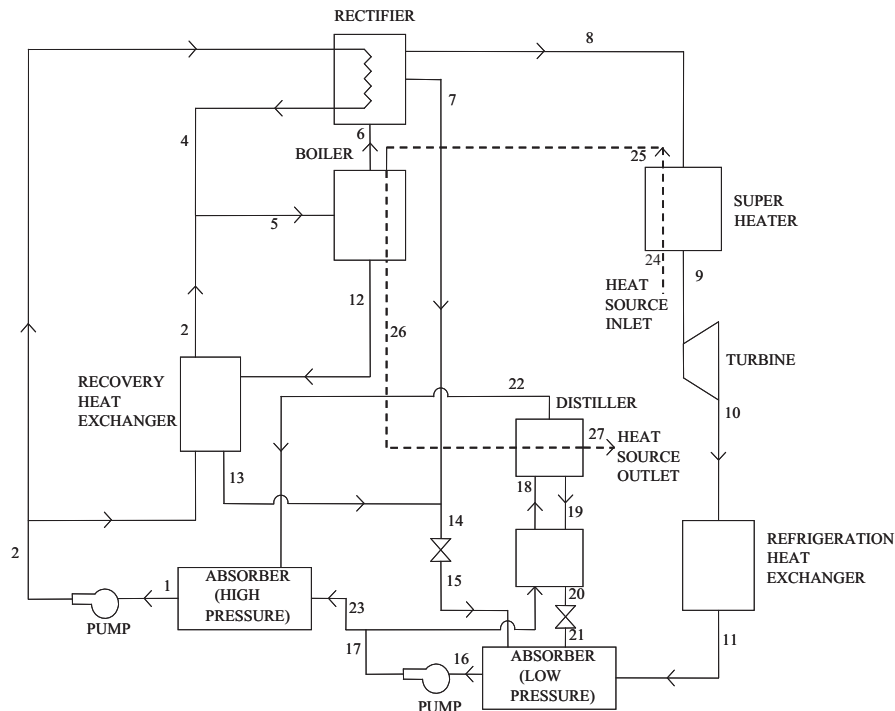 RECTIFIER
8
7
4
6
BOILER
25
SUPER
HEATER
5
24
9
HEAT
SOURCE
INLET
12
26
2
TURBINE
RECOVERY
HEAT
EXCHANGER
22
DISTILLER
10
27
HEAT
SOURCE
OUTLET
13
18
19
14
2
REFRIGERATION
HEAT
EXCHANGER
15
1
ABSORBER
(HIGH
PRESSURE)
23
20
PUMP
21
11
17
16
ABSORBER
(LOW
PRESSURE)
PUMP